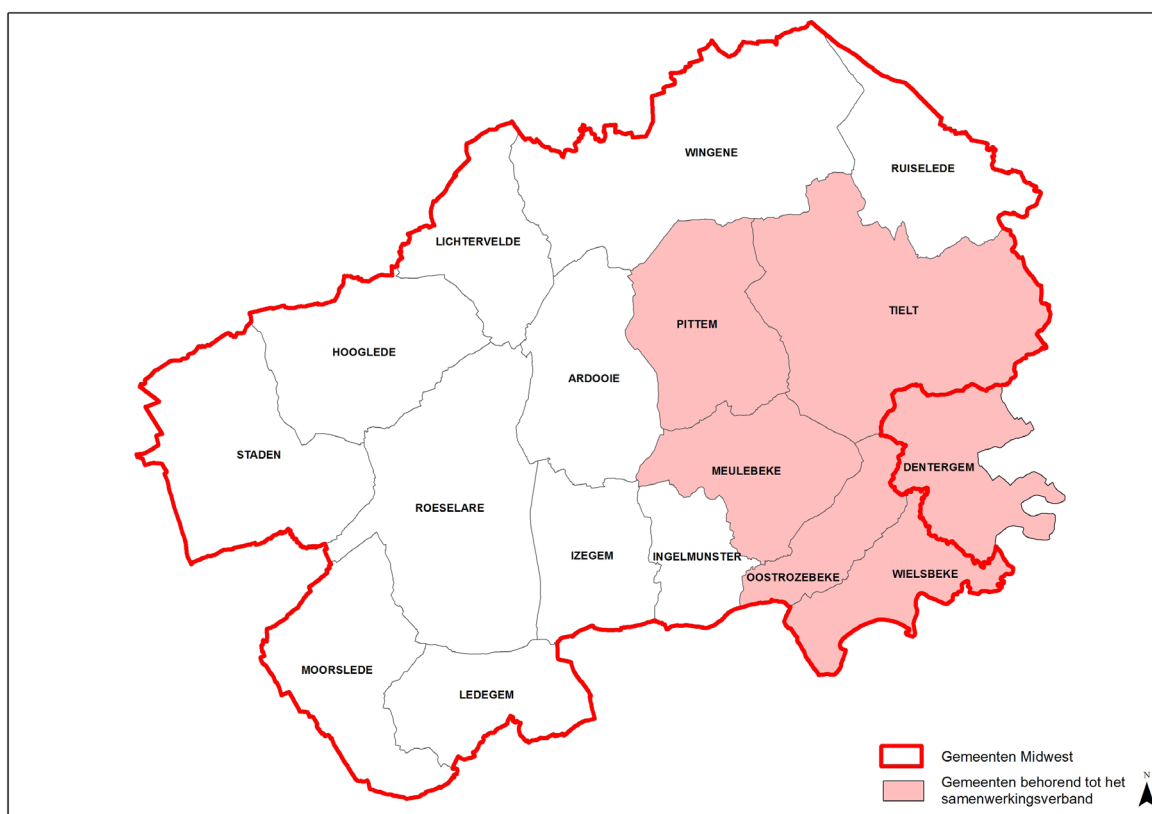 WINGENE
RUISELEDE
LICHTERVELDE
TIELT
PITTEM
HOOGLEDE
ARDOOIE
STADEN
MEULEBEKE
DENTERGEM
ROESELARE
IZEGEM
INGELMUNSTER
OOSTROZEBEKE
WIELSBEKE
MOORSLEDE
LEDEGEM
Gemeenten Midwest
Gemeenten behorend tot het
samenwerkingsverband
N